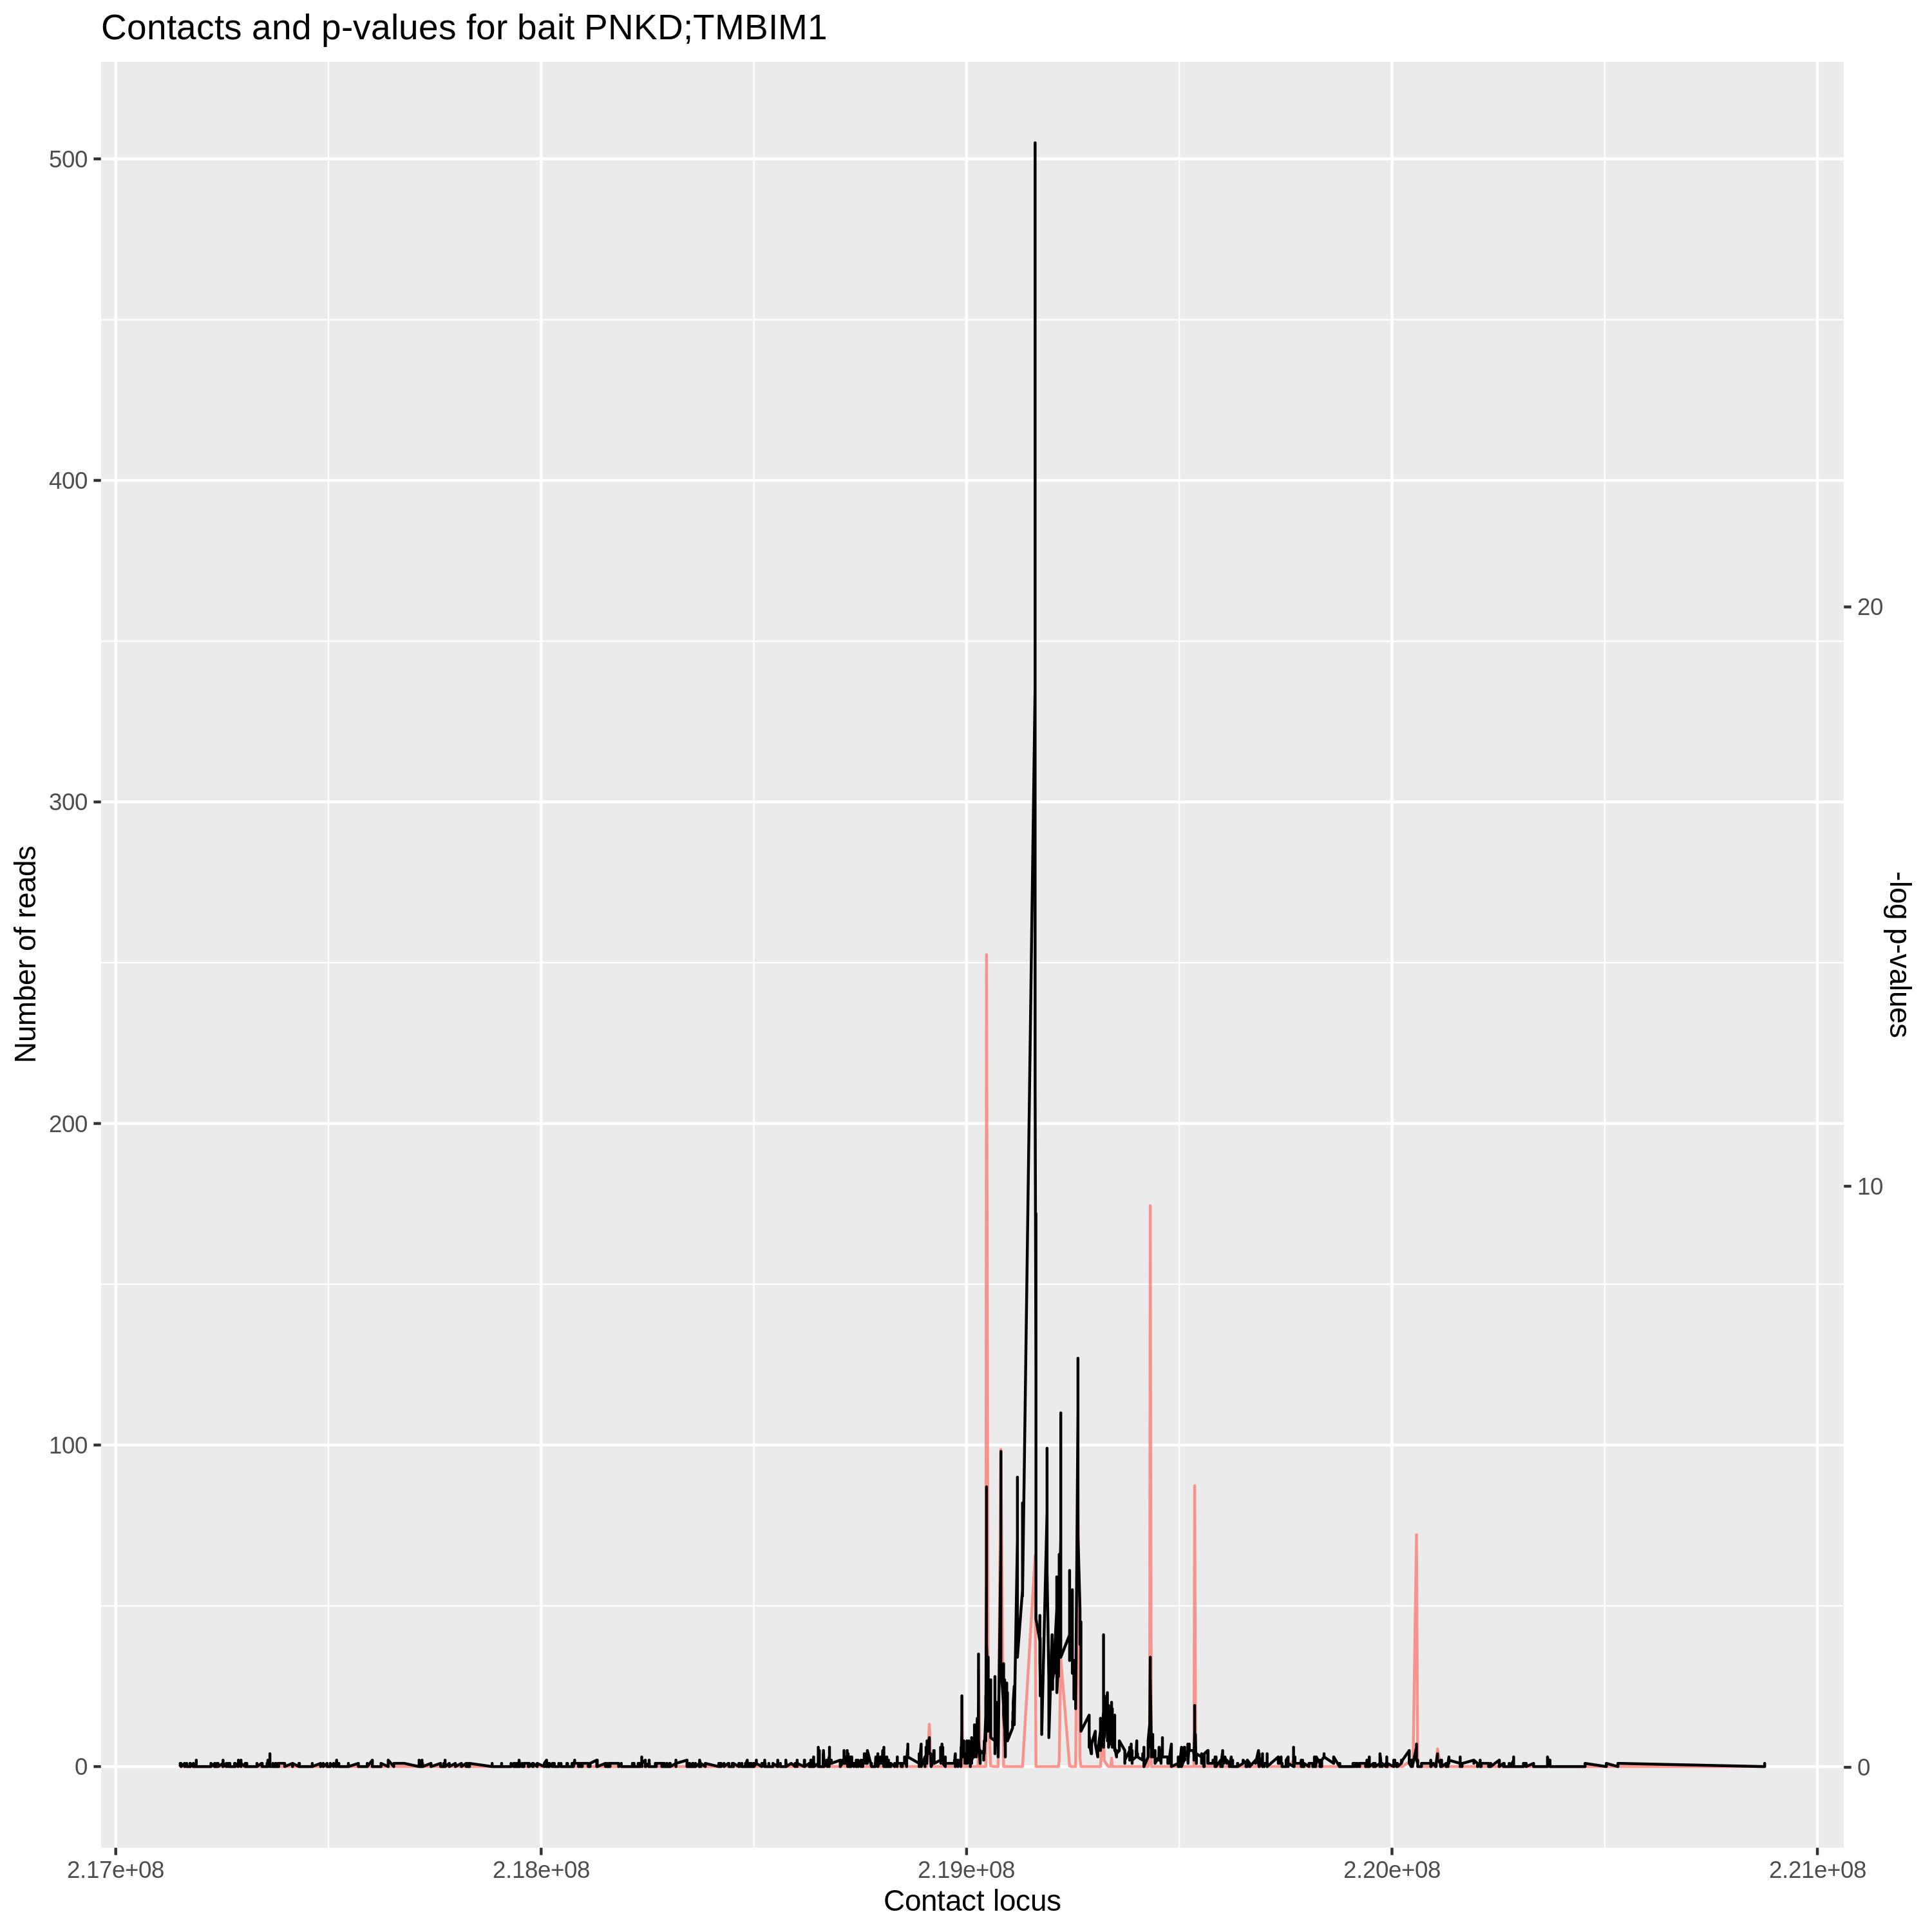 Contacts and p-values for bait PNKD;TMBIM1
500
400
300
200
100
0
Number of reads
20
10
0
-log p-values
2.17e+08
2.18e+08
2.19e+08
2.20e+08
2.21e+08
Contact locus